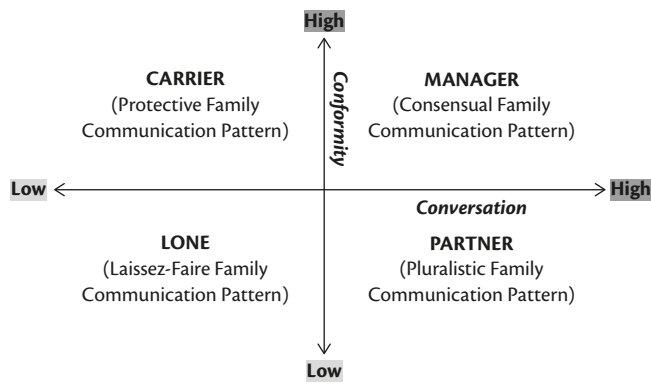 High
CARRIER
(Protective Family
Communication Pattern)
Conformity
MANAGER
(Consensual Family
Communication Pattern)
Low
High
Conversation
LONE
(Laissez-Faire Family
Communication Pattern)
PARTNER
(Pluralistic Family
Communication Pattern)
Low